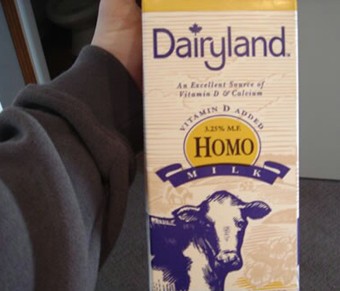 Dairyland
An Excellent Source of
Vitamin D & Calcium
VITAMIN D ADDED
3.25% M.F.
HOMO
MILK